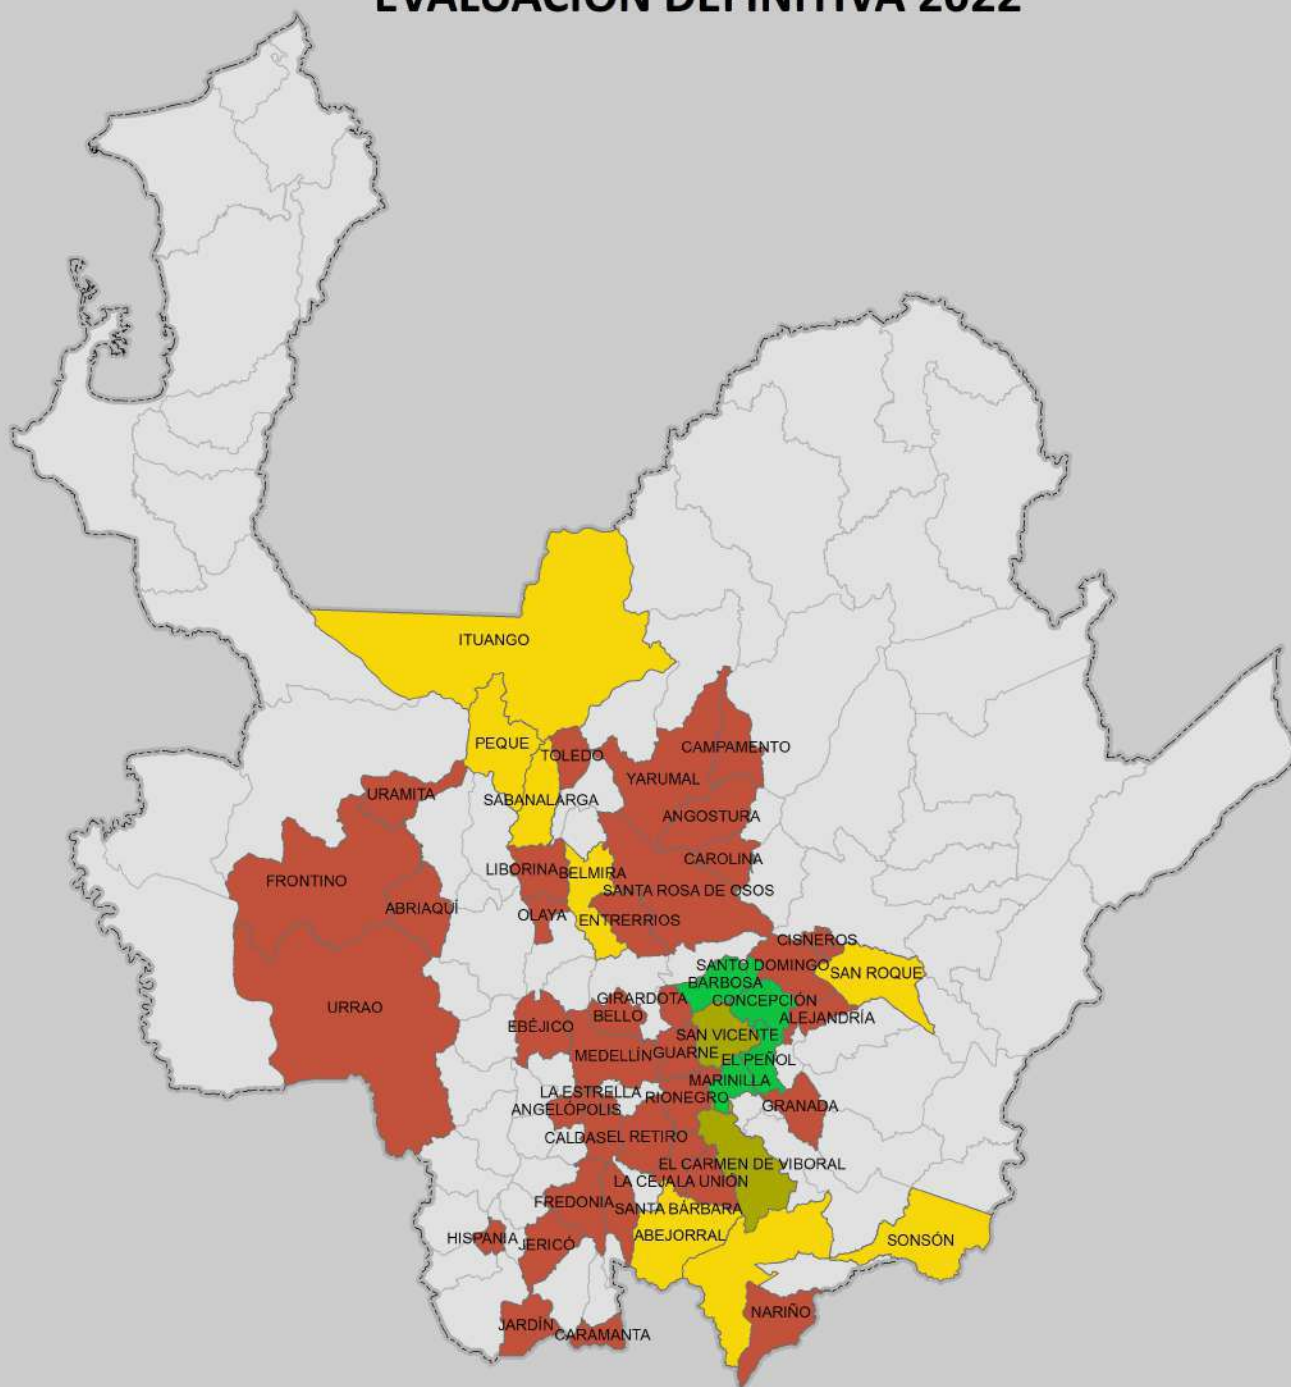 EVALUACIÓN DEFINITIVA 2022
ITUANGO
PEQUE
TOLEDO
CAMPAMENTO
YARUMAL
URAMITA
SABANALARGA
ANGOSTURA
CAROLINA
LIBORINA
BELMIRA
FRONTINO
SANTA ROSA DE OSOS
ABRIAQUÍ
OLAYA
ENTRERRIOS
CISNEROS
SANTO DOMINGO
SAN ROQUE
BARBOSA
GIRARDOTA
CONCEPCIÓN
URRAO
BELLO
ALEJANDRÍA
EBÉJICO
SAN VICENTE
MEDELLÍN
GUARNE
EL PEÑOL
MARINILLA
LA ESTRELLA
RIONEGRO
GRANADA
ANGELÓPOLIS
CALDAS
EL RETIRO
EL CARMEN DE VIBORAL
LA CEJA
LA UNIÓN
FREDONIA
SANTA BÁRBARA
ABEJORRAL
HISPANIA
JERICÓ
SONSÓN
NARIÑO
JARDÍN
CARAMANTA